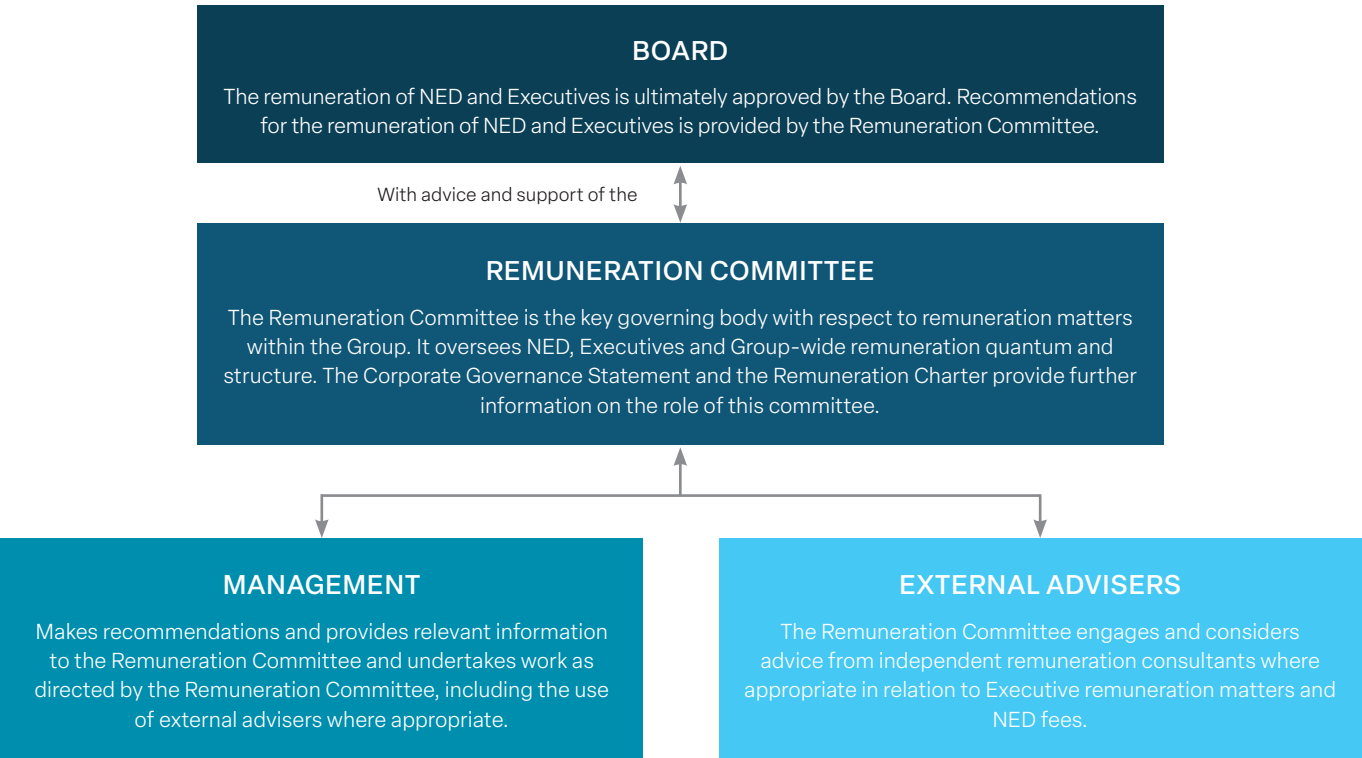 BOARD
The remuneration of NED and Executives is ultimately approved by the Board. Recommendations
for the remuneration of NED and Executives is provided by the Remuneration Committee.
With advice and support of the
REMUNERATION COMMITTEE
The Remuneration Committee is the key governing body with respect to remuneration matters
within the Group. It oversees NED, Executives and Group-wide remuneration quantum and
structure. The Corporate Governance Statement and the Remuneration Charter provide further
information on the role of this committee.
MANAGEMENT
Makes recommendations and provides relevant information
to the Remuneration Committee and undertakes work as
directed by the Remuneration Committee, including the use
of external advisers where appropriate.
EXTERNAL ADVISERS
The Remuneration Committee engages and considers
advice from independent remuneration consultants where
appropriate in relation to Executive remuneration matters and
NED fees.